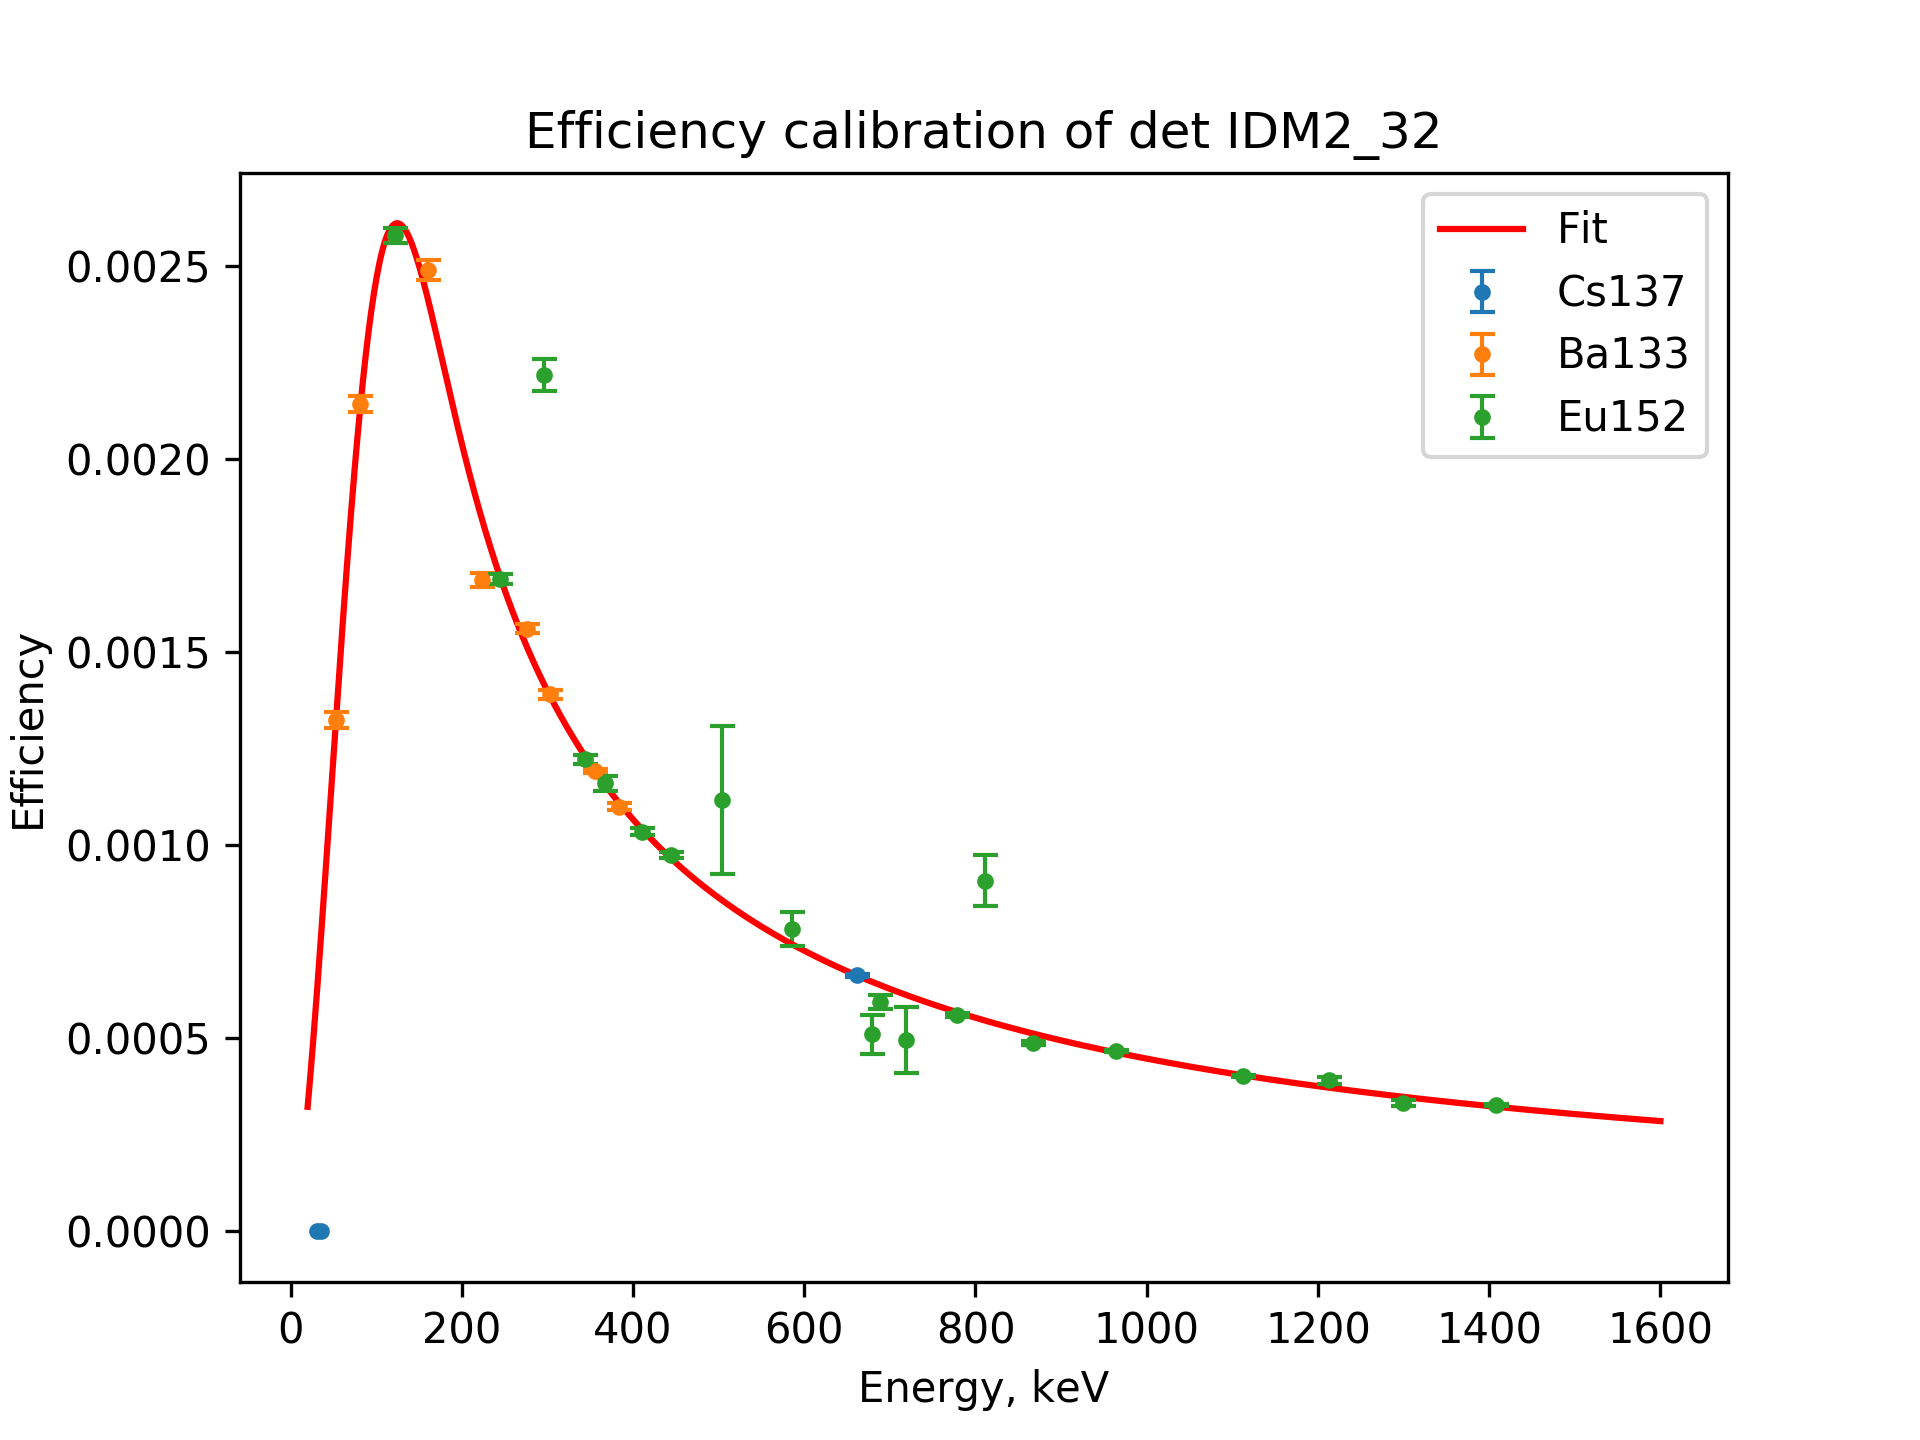 Efficiency calibration of det IDM2_32
Fit
Cs137
Ba133
Eu152
Efficiency
0.0025
0.0020
0.0015
0.0010
0.0005
0.0000
0 200 400 600 800 1000 1200 1400 1600
Energy, keV